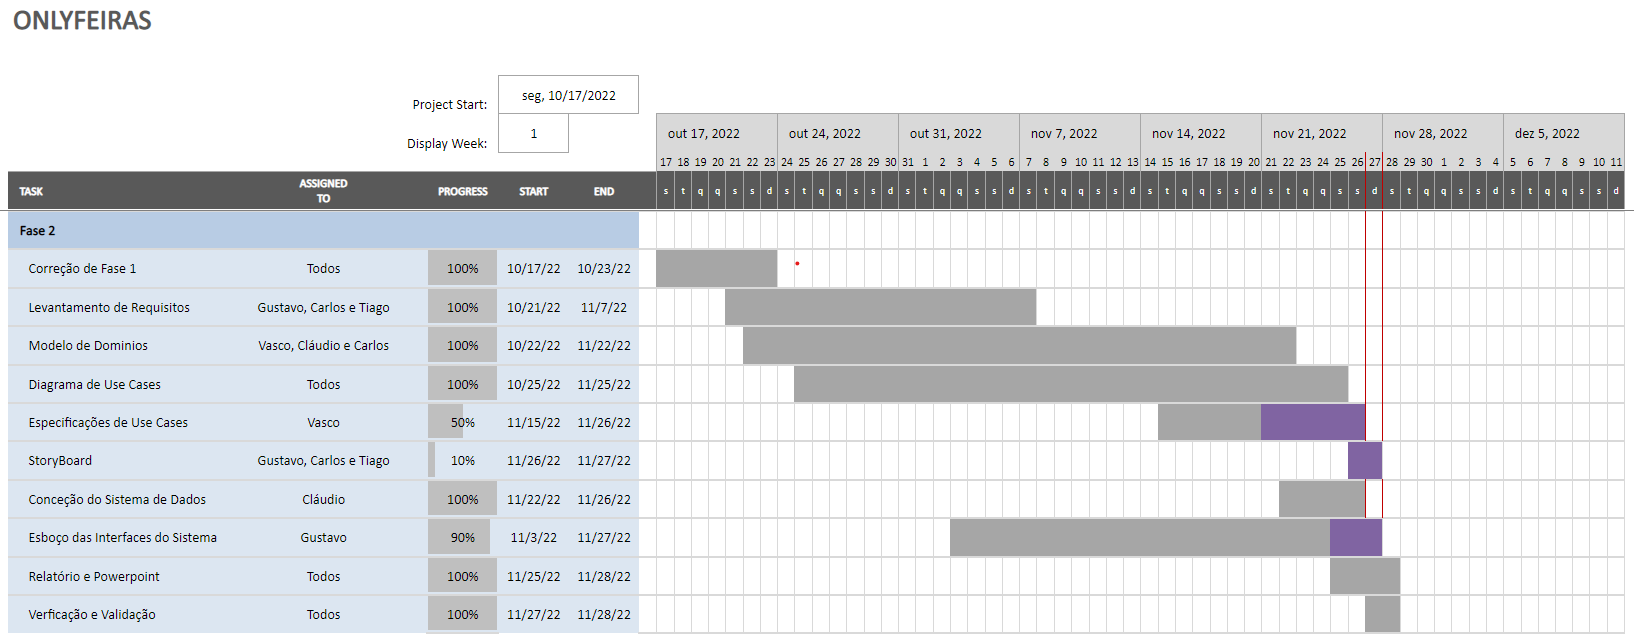 ONLYFEIRAS
Project Start: seg, 10/17/2022
Display Week: 1
out 17, 2022 out 24, 2022 out 31, 2022 nov 7, 2022 nov 14, 2022 nov 21, 2022 nov 28, 2022 dez 5, 2022
17 18 19 20 21 22 23 24 25 26 27 28 29 30 31 1 2 3 4 5 6 7 8 9 10 11 12 13 14 15 16 17 18 19 20 21 22 23 24 25 26 27 28 29 30 1 2 3 4 5 6 7 8 9 10 11
TASK ASSIGNED TO PROGRESS START END s t q q s s d s t q q s s d s t q q s s d s t q q s s d s t q q s s d s t q q s s d s t q q s s d s t q q s s d
Fase 2
Correção de Fase 1 Todos 100% 10/17/22 10/23/22
Levantamento de Requisitos Gustavo, Carlos e Tiago 100% 10/21/22 11/7/22
Modelo de Dominios Vasco, Cláudio e Carlos 100% 10/22/22 11/22/22
Diagrama de Use Cases Todos 100% 10/25/22 11/25/22
Especificações de Use Cases Vasco 50% 11/15/22 11/26/22
StoryBoard Gustavo, Carlos e Tiago 10% 11/26/22 11/27/22
Conceção do Sistema de Dados Cláudio 100% 11/22/22 11/26/22
Esboço das Interfaces do Sistema Gustavo 90% 11/3/22 11/27/22
Relatório e Powerpoint Todos 100% 11/25/22 11/28/22
Verficação e Validação Todos 100% 11/27/22 11/28/22